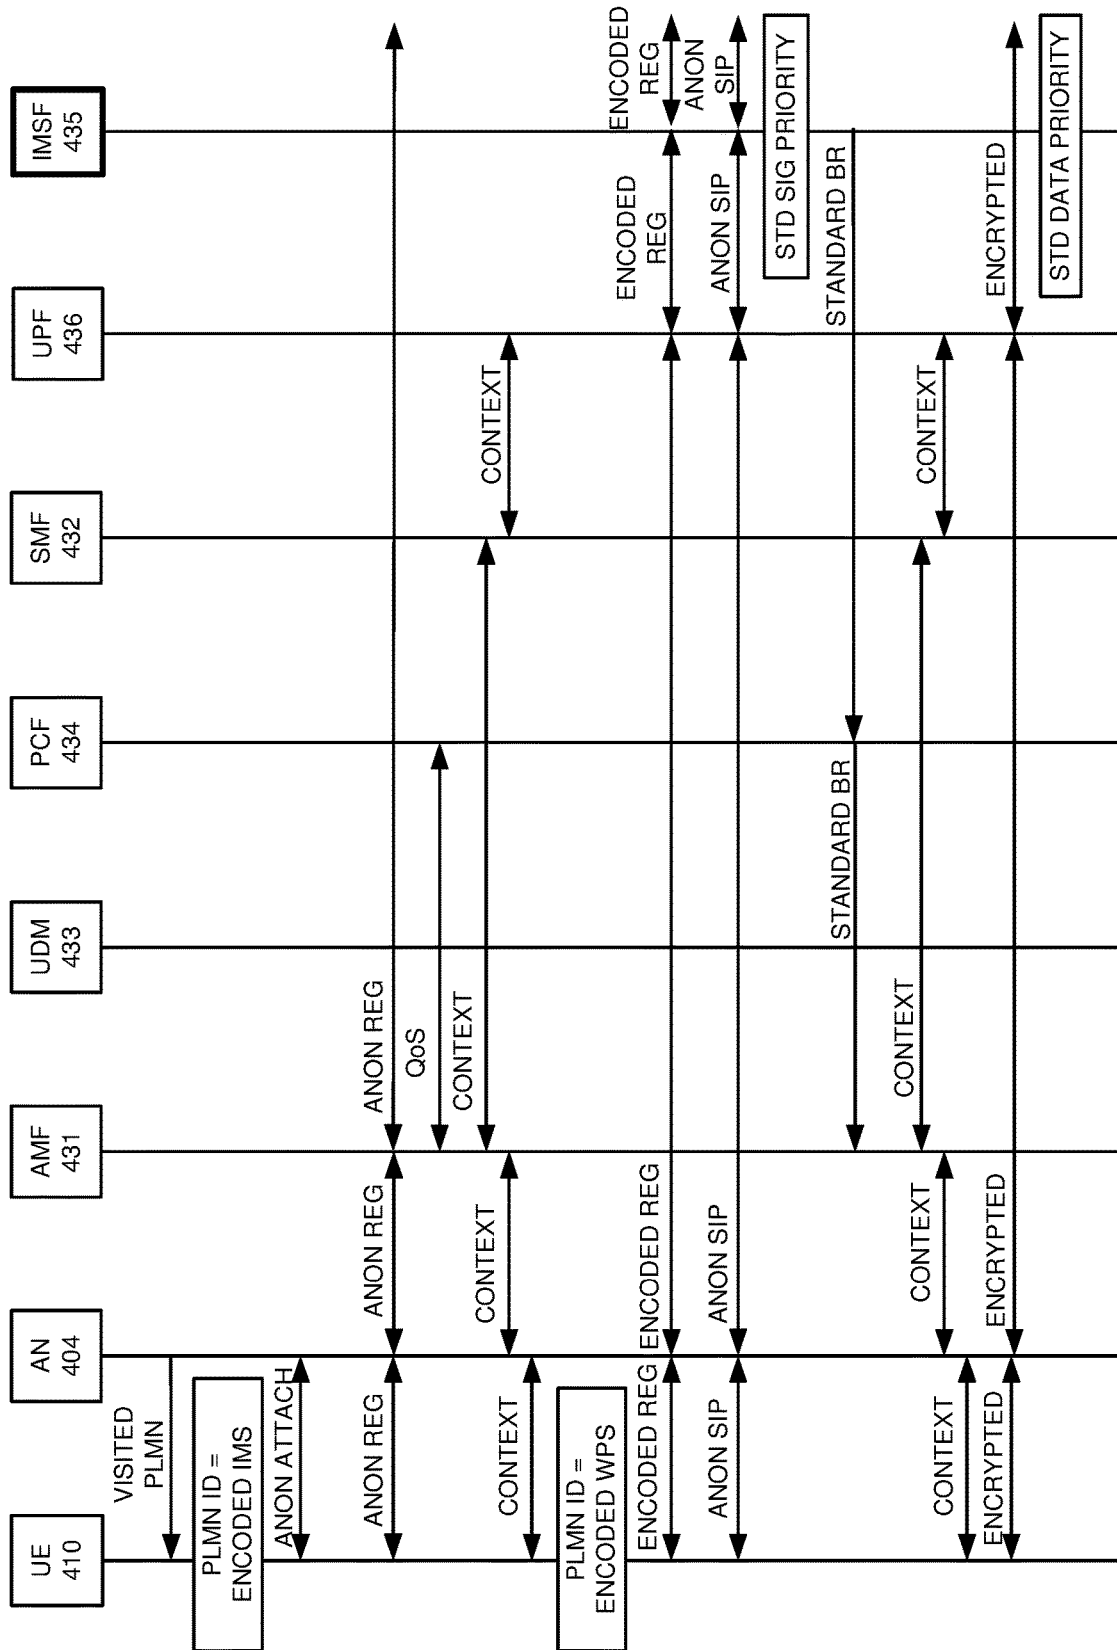 UE
410
AN
404
AMF
431
UDM
433
PCF
434
SMF
432
UPF
436
IMSF
435
VISITED
PLMN
PLMN ID =
ENCODED IMS
ANON ATTACH
ANON REG
ANON REG
ANON REG
QoS
CONTEXT
CONTEXT
CONTEXT
CONTEXT
PLMN ID =
ENCODED WPS
ENCODED REG
ENCODED REG
ENCODED
REG
ENCODED
REG
ANON SIP
ANON SIP
ANON SIP
ANON
SIP
STD SIG PRIORITY
STANDARD BR
STANDARD BR
CONTEXT
CONTEXT
CONTEXT
CONTEXT
ENCRYPTED
ENCRYPTED
ENCRYPTED
STD DATA PRIORITY